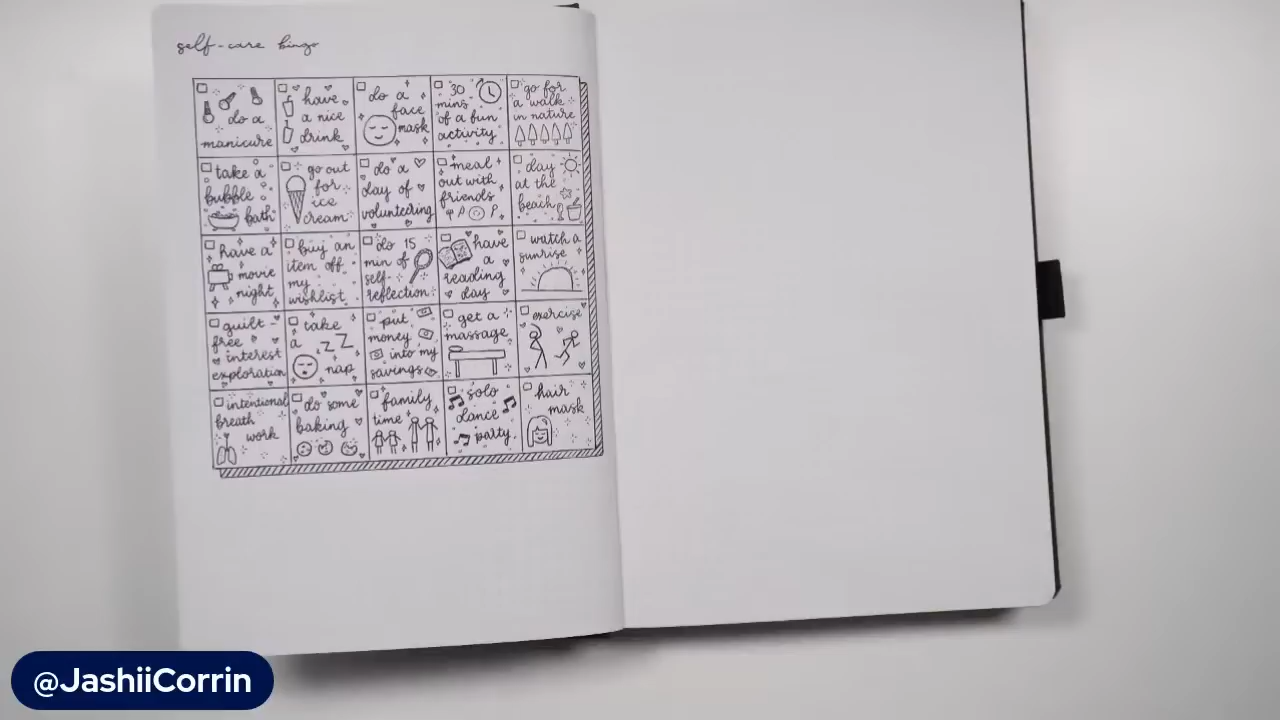 self-care bingo
do a
manicure
have
a nice
drink
do a
face
mask
30
mins
of a fun
activity
go for
a walk
in nature
take a
bubble
bath
go out
for
ice
cream
do a
day of
volunteering
meal
out with
friends
day
at the
beach
have a
movie
night
buy an
item off
my
wishlist
do 15
min of
self
reflection
have
a
reading
day
watch a
sunrise
guilt-
free
interest
exploration
take
a
zZZ
nap
put
money
into my
savings
get a
massage
exercise
intentional
breath
work
do some
baking
family
time
solo
dance
party
hair
mask
@JashiiCorrin